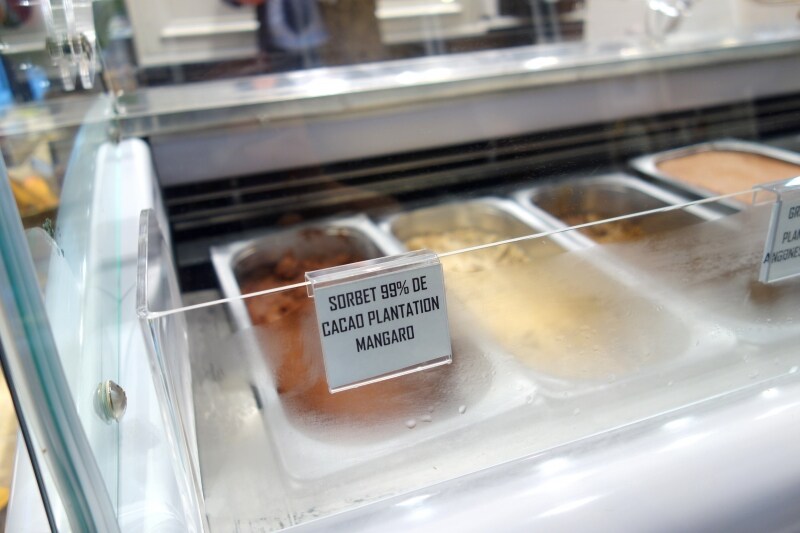 SORBET 99% DE
CACAO PLANTATION
MANGARO